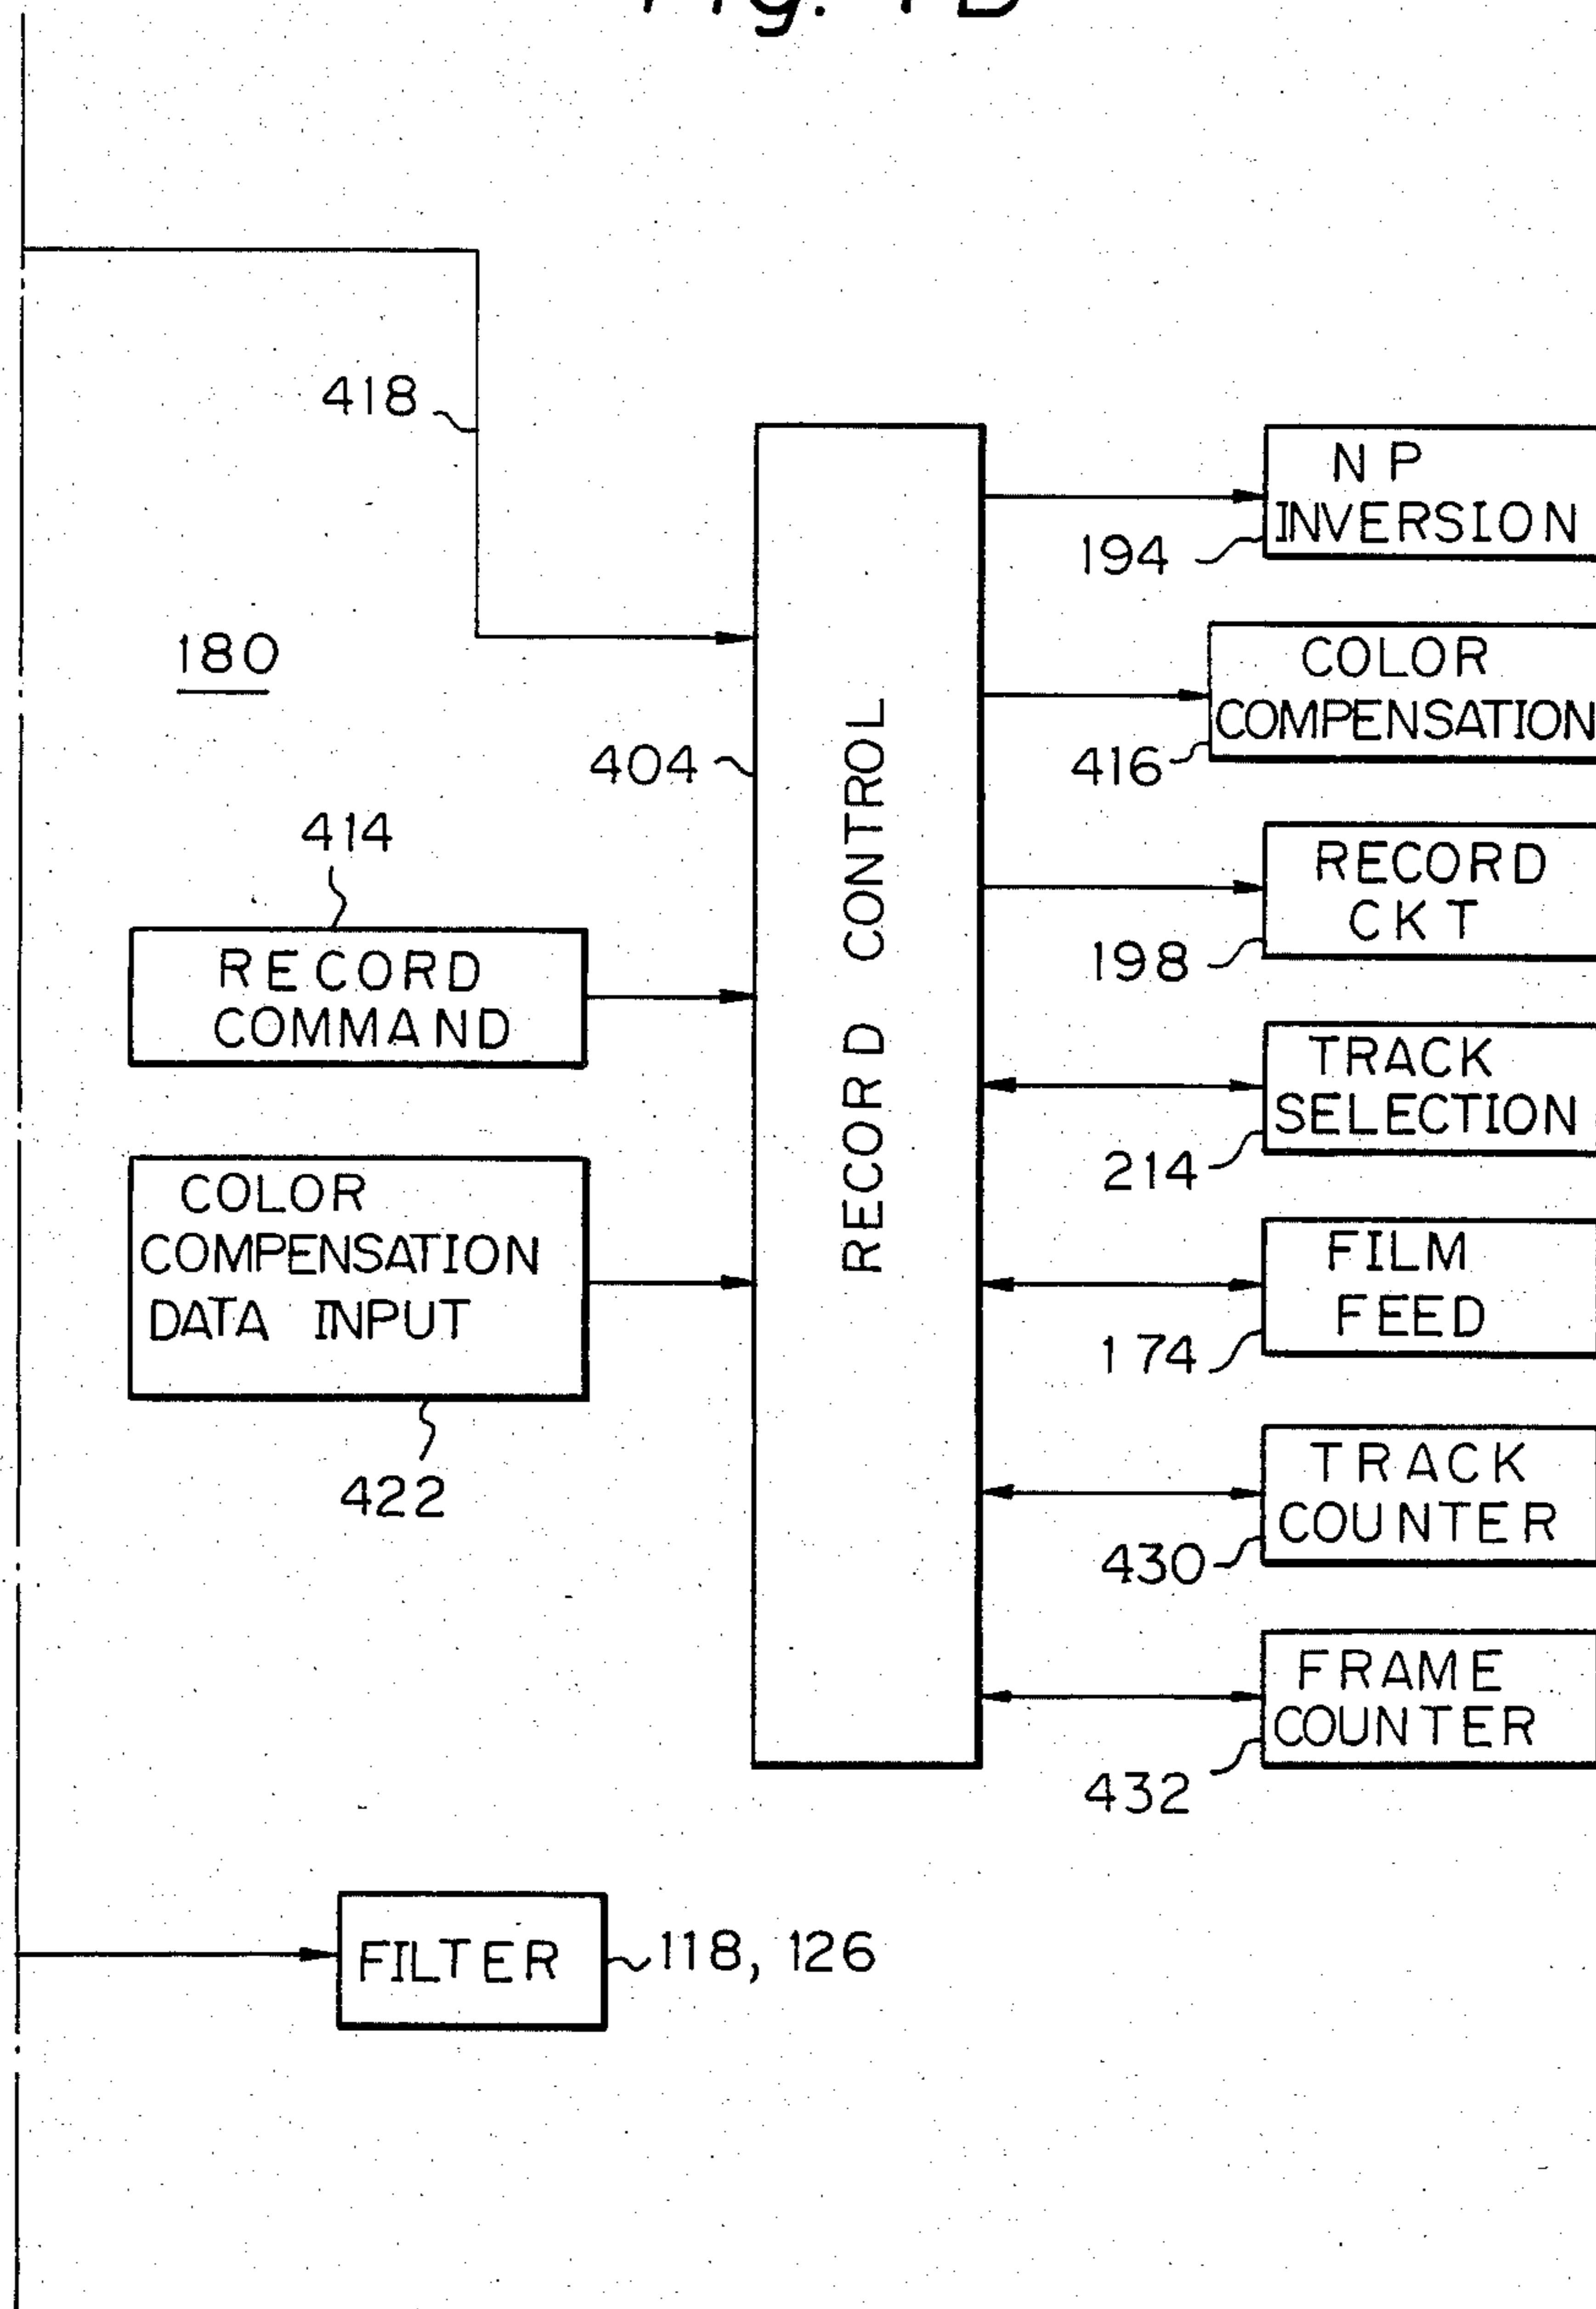 418
180
404
414
RECORD
COMMAND
COLOR
COMPENSATION
DATA INPUT
422
RECORD CONTROL
NP
INVERSION
194
COLOR
COMPENSATION
416
RECORD
CKT
198
TRACK
SELECTION
214
FILM
FEED
174
TRACK
COUNTER
430
FRAME
COUNTER
432
FILTER
118, 126